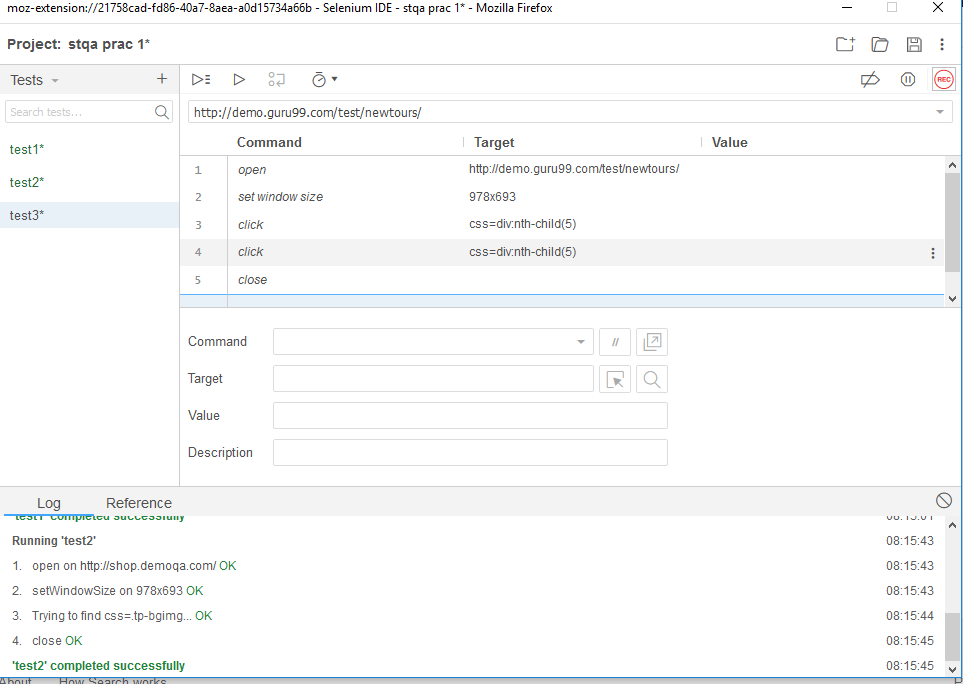 moz-extension://21758cad-fd86-40a7-8aea-a0d15734a66b - Selenium IDE - stqa prac 1* - Mozilla Firefox
Project: stqa prac 1*
Tests
REC
Search tests...
http://demo.guru99.com/test/newtours/
Command Target Value
test1*
test2*
test3*
1 open http://demo.guru99.com/test/newtours/
2 set window size 978x693
3 click css=div:nth-child(5)
4 click css=div:nth-child(5)
5 close
Command //
Target
Value
Description
Log Reference
'test1' completed successfully 08:15:01
Running 'test2' 08:15:43
1. open on http://shop.demoqa.com/ OK 08:15:43
2. setWindowSize on 978x693 OK 08:15:43
3. Trying to find css=.tp-bgimg... OK 08:15:44
4. close OK 08:15:45
'test2' completed successfully 08:15:45
About How Search works